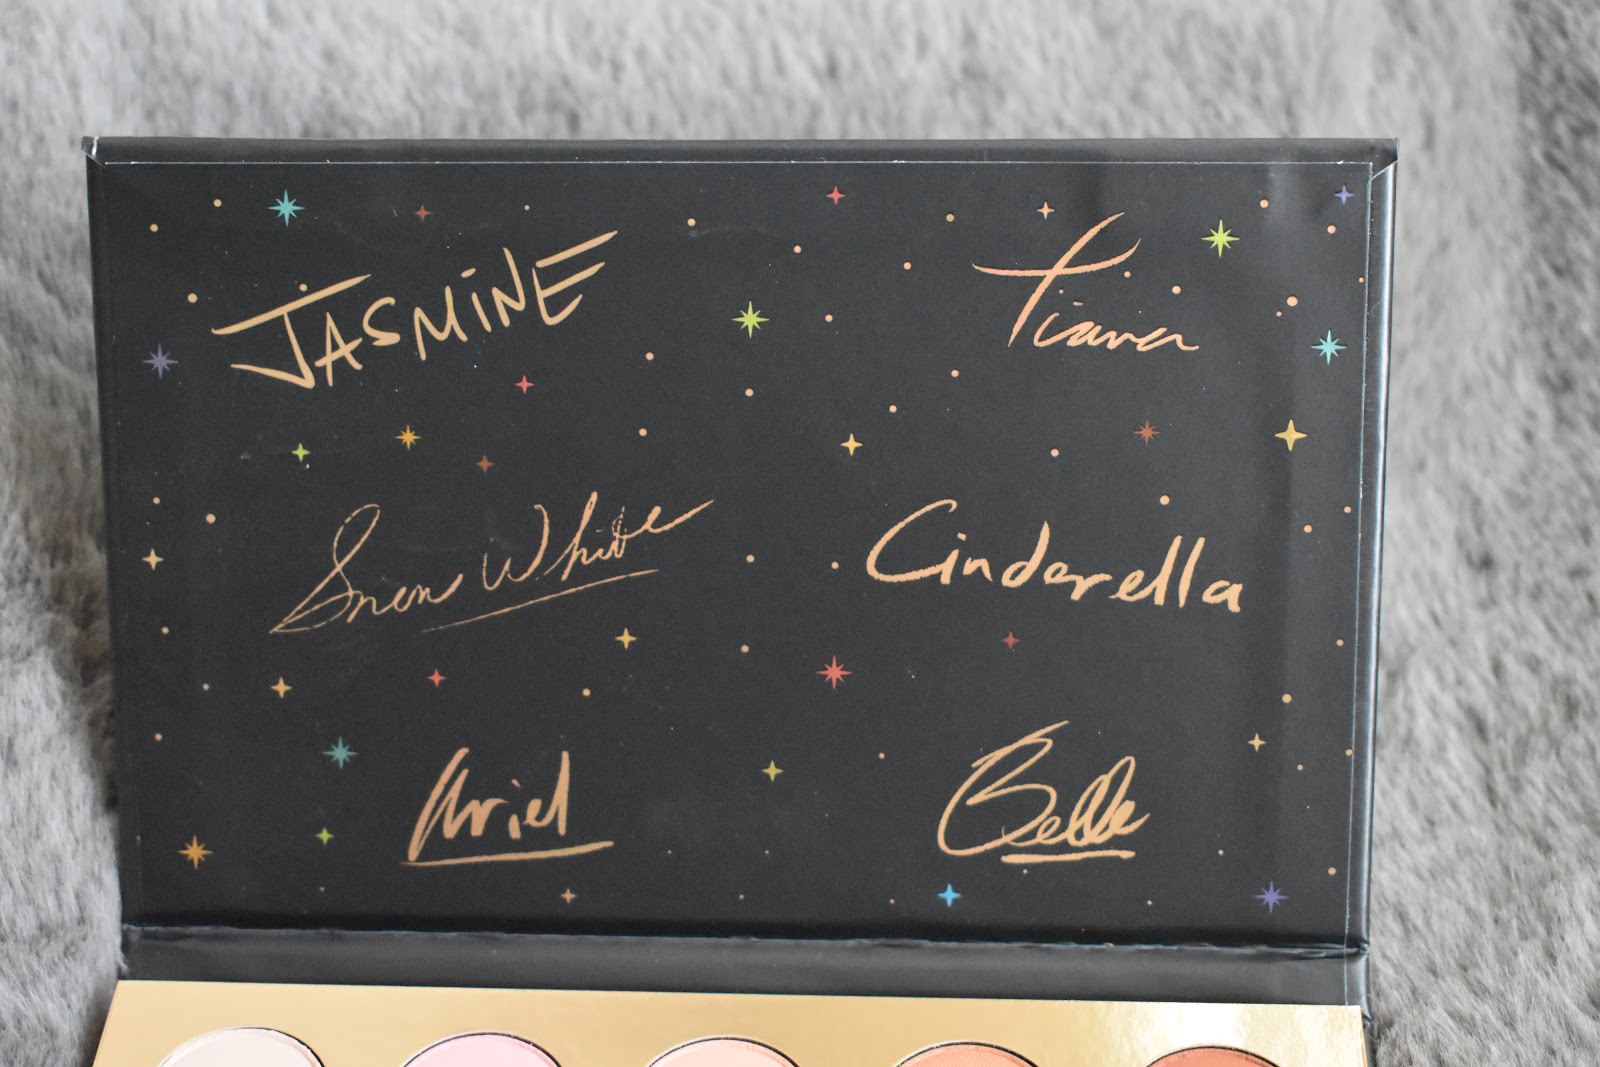 JASMINE
Tiana
Snow White
Cinderella
Ariel
Belle